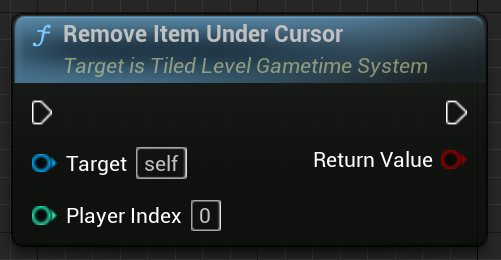 f Remove Item Under Cursor
Target is Tiled Level Gametime System
Target self
Return Value
Player Index 0